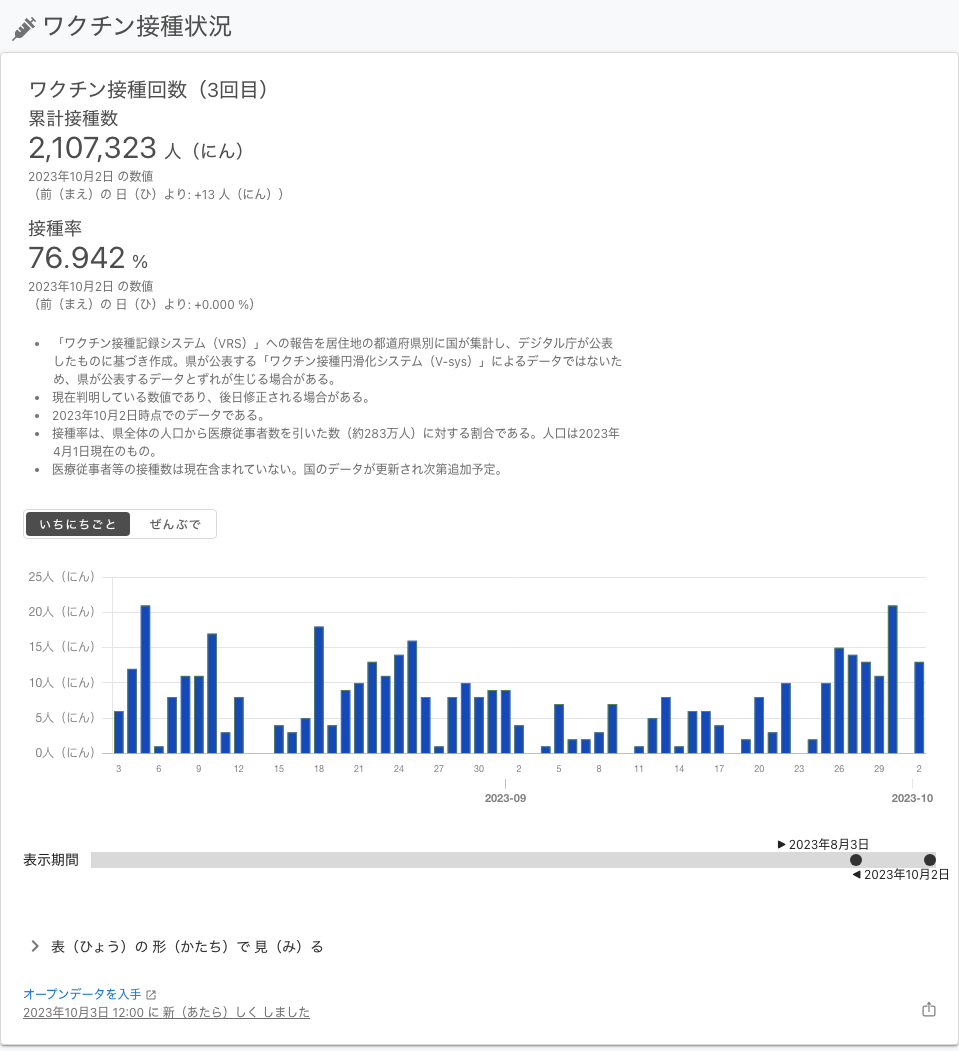 ワクチン接種状況
ワクチン接種回数（3回目）
累計接種数
2,107,323 人（にん）
2023年10月2日 の数値
（前（まえ）の 日（ひ）より: +13 人（にん））
接種率
76.942 %
2023年10月2日 の数値
（前（まえ）の 日（ひ）より: +0.000 %）
• 「ワクチン接種記録システム（VRS）」への報告を居住地の都道府県別に国が集計し、デジタル庁が公表
したものに基づき作成。県が公表する「ワクチン接種円滑化システム（V-sys）」によるデータではないた
め、県が公表するデータとずれが生じる場合がある。
• 現在判明している数値であり、後日修正される場合がある。
• 2023年10月2日時点でのデータである。
• 接種率は、県全体の人口から医療従事者数を引いた数（約283万人）に対する割合である。人口は2023年
4月1日現在のもの。
• 医療従事者等の接種数は現在含まれていない。国のデータが更新され次第追加予定。
いちにちごと ぜんぶで
25人（にん）
20人（にん）
15人（にん）
10人（にん）
5人（にん）
0人（にん）
3 6 9 12 15 18 21 24 27 30 2 5 8 11 14 17 20 23 26 29 2
2023-09 2023-10
▶ 2023年8月3日
表示期間
◀ 2023年10月2日
表（ひょう）の 形（かたち）で 見（み）る
オープンデータを入手
2023年10月3日 12:00 に 新（あたら）しく しました